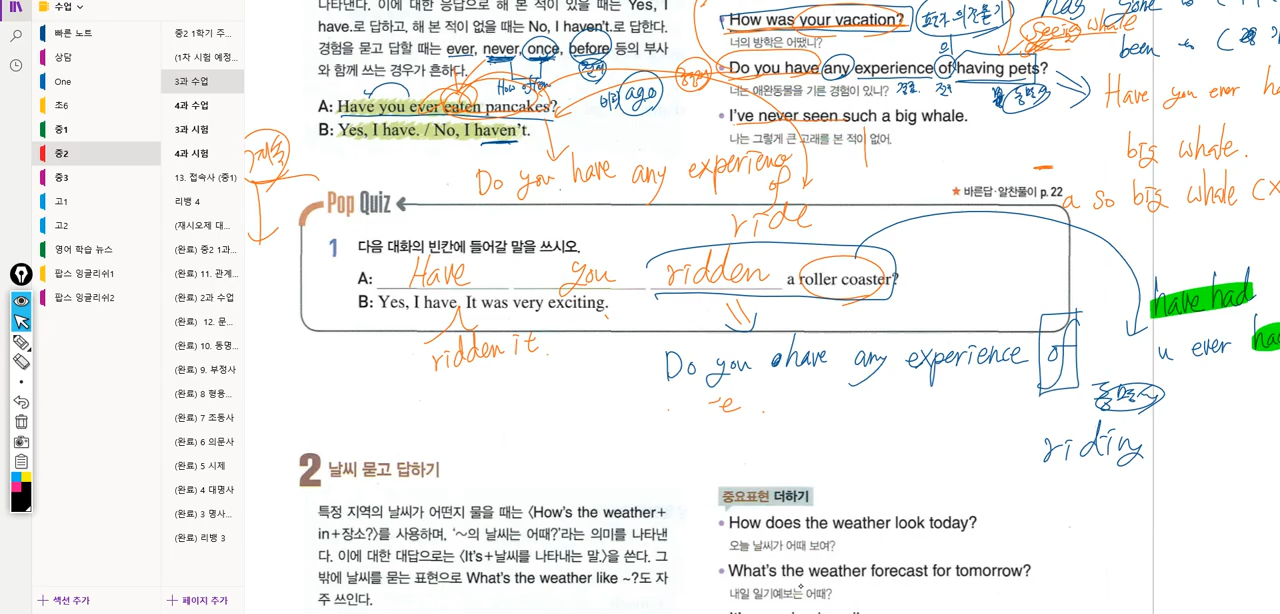 수업
빠른 노트
상담
One
초6
중1
중2
중3
고1
고2
영어 학습 뉴스
팝스 잉글리쉬1
팝스 잉글리쉬2
섹션 추가
중2 1학기 주...
(1차 시험 예정...
3과 수업
4과 수업
3과 시험
4과 시험
13. 접속사 (중1)
리뱅 4
(재시오제 대...
(완료) 중2 1과...
(완료) 11. 관계...
(완료) 2과 수업
(완료) 12. 문...
(완료) 10. 동명...
(완료) 9. 부정사
(완료) 8 형용...
(완료) 7 조동사
(완료) 6 의문사
(완료) 5 시제
(완료) 4 대명사
(완료) 3 명사...
(완료) 리뱅 3
페이지 추가
나타낸다. 이에 대한 응답으로 해 본 적이 있을 때는 Yes, I
have.로 답하고, 해 본 적이 없을 때는 No, I haven't.로 답한다.
경험을 묻고 답할 때는 ever, never, once, before 등의 부사
와 함께 쓰는 경우가 흔하다.
How often
ago
A: Have you ever eaten pancakes?
B: Yes, I have. / No, I haven't.
Do you have any experience
of
ride
How was your vacation?
너의 방학은 어땠니?
Do you have any experience of having pets?
너는 애완동물을 기른 경험이 있니?
I've never seen such a big whale.
나는 그렇게 큰 고래를 본 적이 없어.
seeing whale
been to
Have you ever ha
big whale.
a so big whale (X
Pop Quiz
★ 바른답·알찬풀이 p. 22
1 다음 대화의 빈칸에 들어갈 말을 쓰시오.
A: Have you ridden a roller coaster?
B: Yes, I have. It was very exciting.
ridden it.
Do you have any experience of
동명사
riding
have had
u ever had
2 날씨 묻고 답하기
특정 지역의 날씨가 어떤지 물을 때는 〈How's the weather+
in+장소?〉를 사용하며, '~의 날씨는 어때?'라는 의미를 나타낸
다. 이에 대한 대답으로는 〈It's+날씨를 나타내는 말.〉을 쓴다. 그
밖에 날씨를 묻는 표현으로 What's the weather like ~?도 자
주 쓰인다.
중요표현 더하기
How does the weather look today?
오늘 날씨가 어때 보여?
What's the weather forecast for tomorrow?
내일 일기예보는 어때?